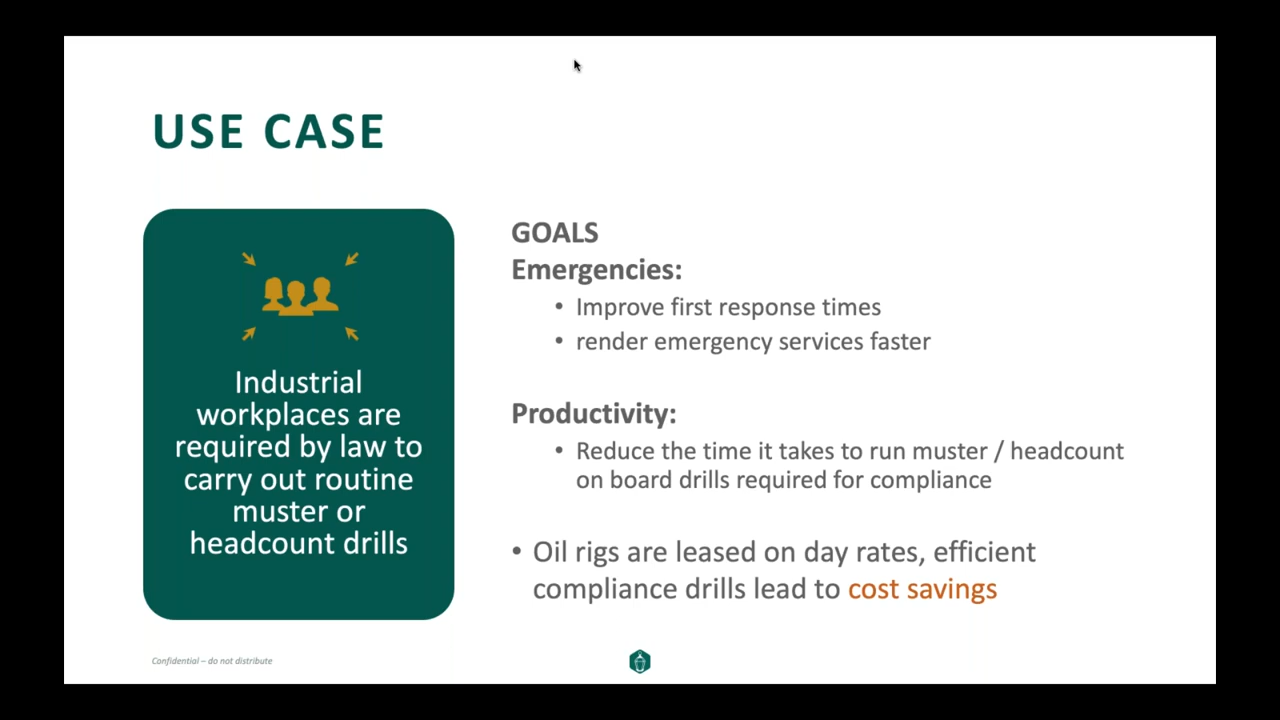 USE CASE
Industrial
workplaces are
required by law to
carry out routine
muster or
headcount drills
GOALS
Emergencies:
• Improve first response times
• render emergency services faster
Productivity:
• Reduce the time it takes to run muster / headcount
on board drills required for compliance
• Oil rigs are leased on day rates, efficient
compliance drills lead to cost savings
Confidential – do not distribute